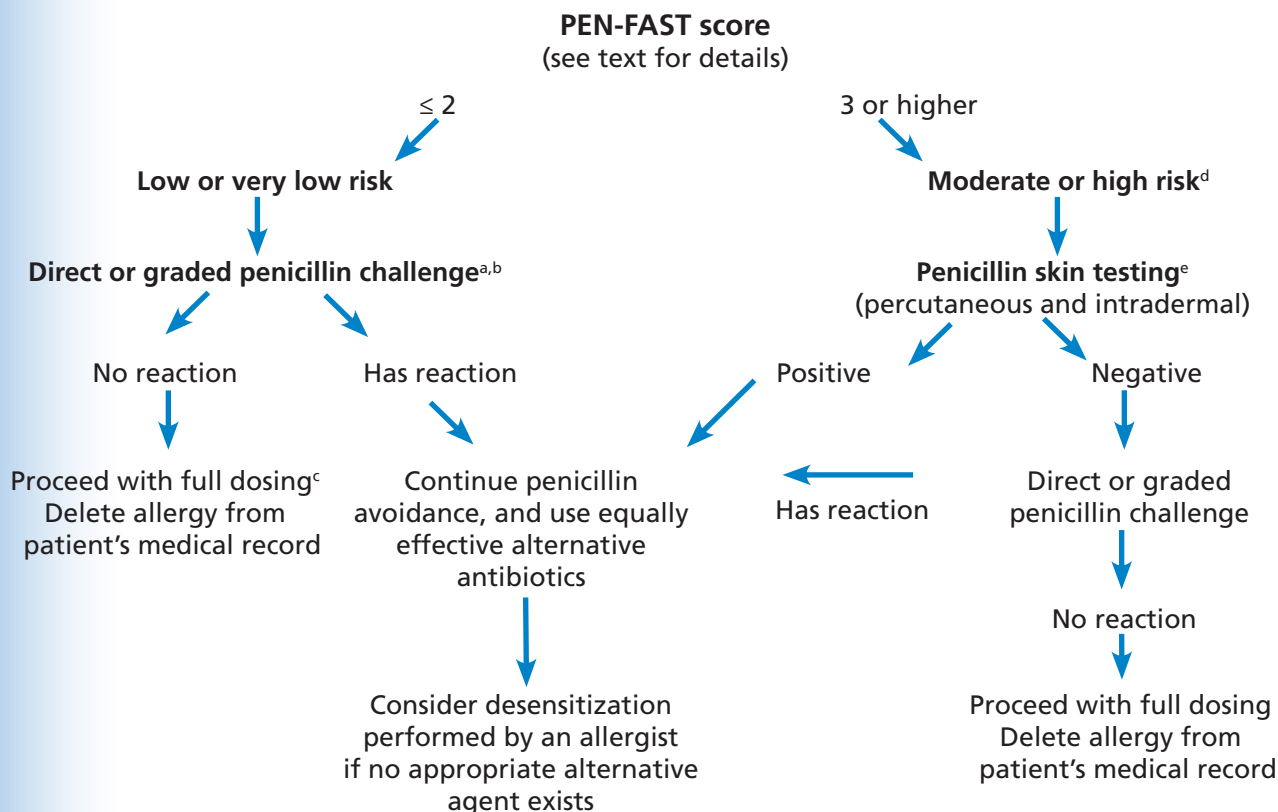 PEN-FAST score
(see text for details)
≤ 2
3 or higher
Low or very low risk
Moderate or high riskᵈ
Direct or graded penicillin challengeᵃ,ᵇ
Penicillin skin testingᵉ
(percutaneous and intradermal)
No reaction
Has reaction
Positive
Negative
Proceed with full dosingᶜ
Delete allergy from
patient's medical record
Continue penicillin
avoidance, and use equally
effective alternative
antibiotics
Has reaction
Direct or graded
penicillin challenge
No reaction
Consider desensitization
performed by an allergist
if no appropriate alternative
agent exists
Proceed with full dosing
Delete allergy from
patient's medical record